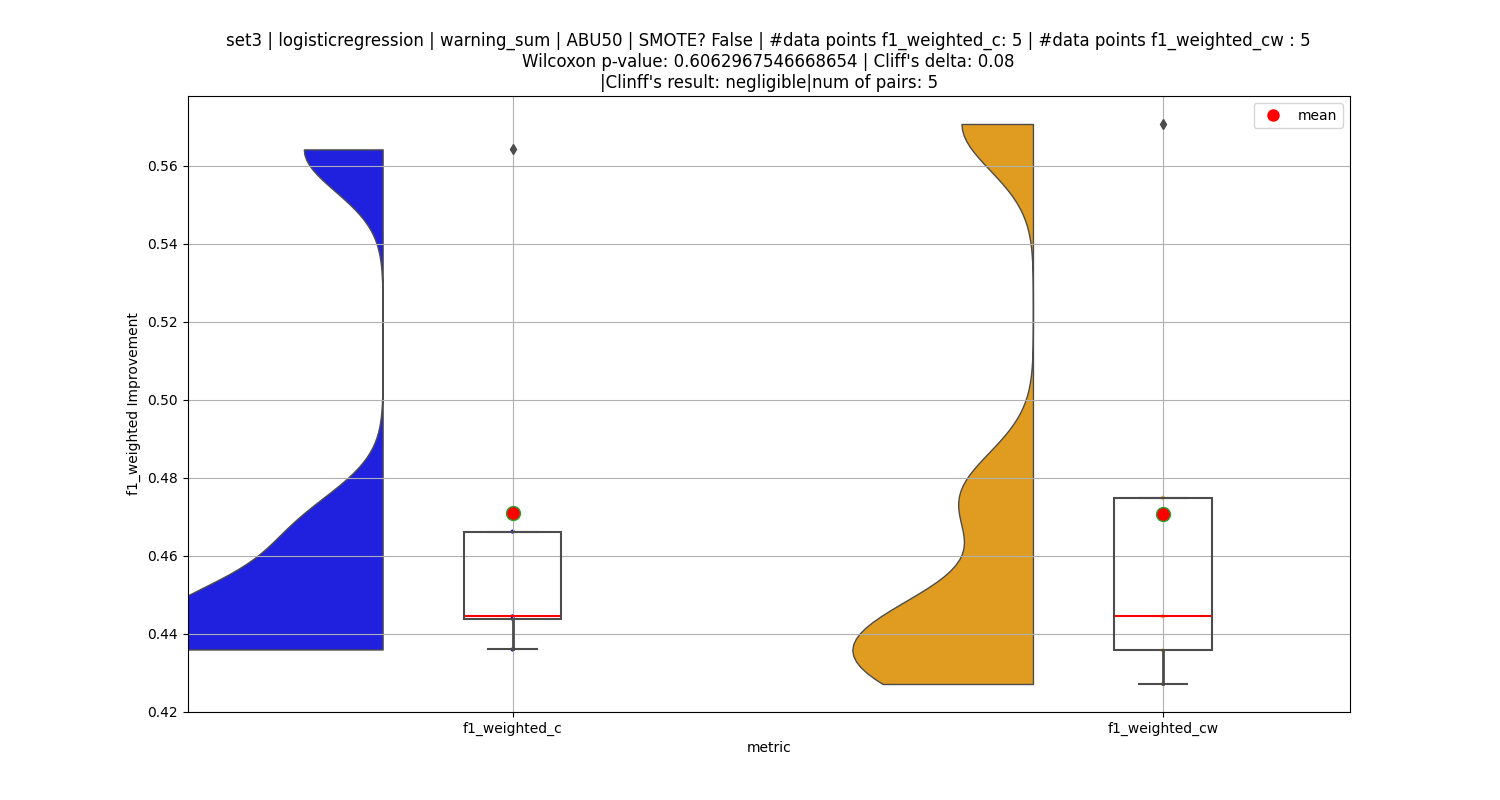 set3 | logisticregression | warning_sum | ABU50 | SMOTE? False | #data points f1_weighted_c: 5 | #data points f1_weighted_cw : 5
Wilcoxon p-value: 0.6062967546668654 | Cliff's delta: 0.08
|Clinff's result: negligible|num of pairs: 5
mean
0.56
0.54
0.52
0.50
0.48
0.46
0.44
0.42
f1_weighted Improvement
f1_weighted_c
f1_weighted_cw
metric